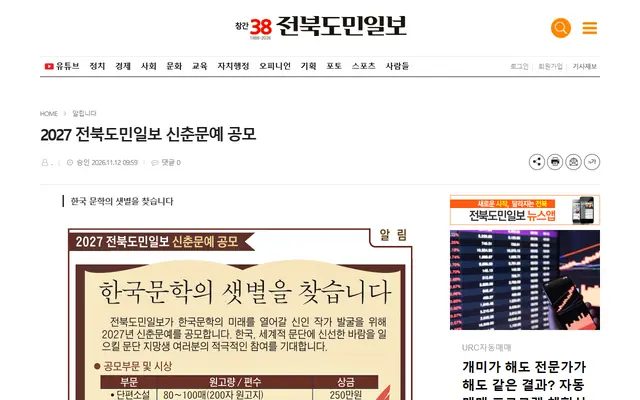 창간 38 전북도민일보
1988-2026
유튜브 정치 경제 사회 문화 교육 자치행정 오피니언 기획 포토 스포츠 사람들
로그인 회원가입 기사제보
HOME > 알립니다
2027 전북도민일보 신춘문예 공모
승인 2026.11.12 09:59 댓글 0
한국 문학의 샛별을 찾습니다
새로운 시작, 달라지는 전북
전북도민일보 뉴스앱
2027 전북도민일보 신춘문예 공모
알 림
한국문학의 샛별을 찾습니다
전북도민일보가 한국문학의 미래를 열어갈 신인 작가 발굴을 위해
2027년 신춘문예를 공모합니다. 한국, 세계적 문단에 신선한 바람을 일
으킬 문단 지망생 여러분의 적극적인 참여를 기대합니다.
● 공모부문 및 시상
부문 원고량 / 편수 상금
• 단편소설 80~100매(200자 원고지) 250만원
URC자동매매
개미가 해도 전문가가
해도 같은 결과? 자동